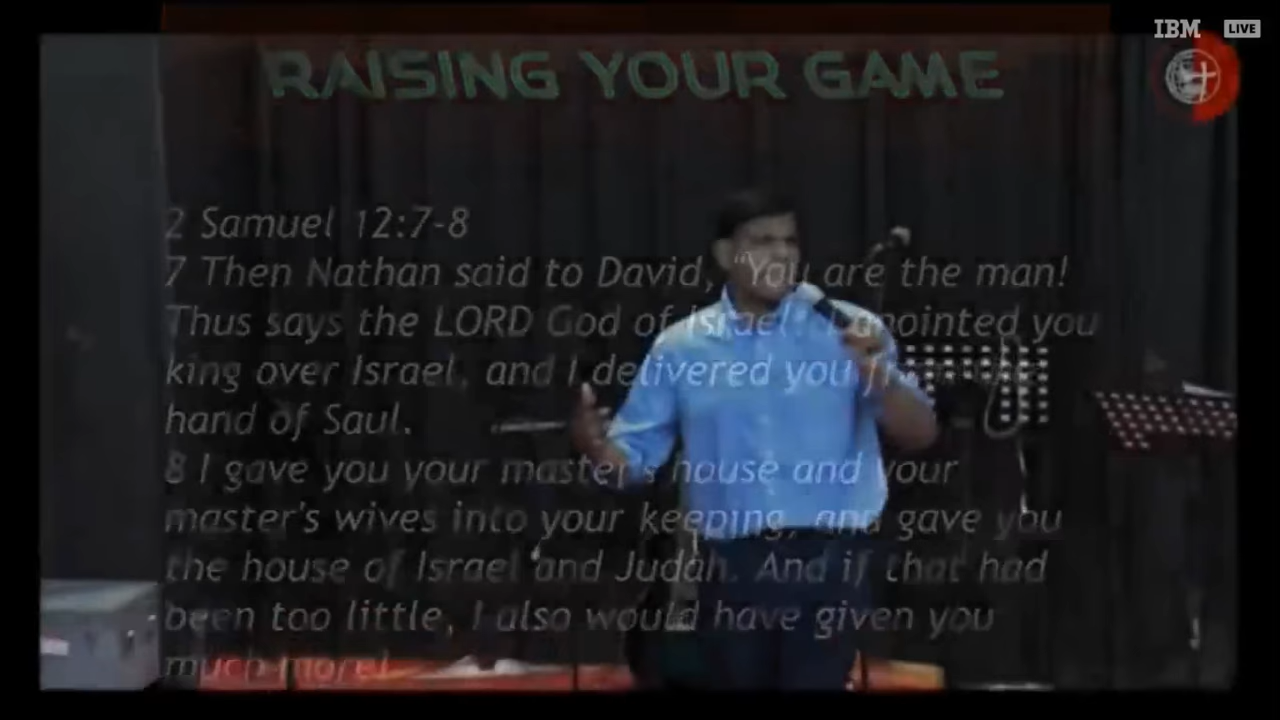 IBM LIVE
RAISING YOUR GAME
2 Samuel 12:7-8
7 Then Nathan said to David, "You are the man!
Thus says the LORD God of Israel: 'I anointed you
king over Israel, and I delivered you from the
hand of Saul.
8 I gave you your master's house and your
master's wives into your keeping, and gave you
the house of Israel and Judah. And if that had
been too little, I also would have given you
much more!